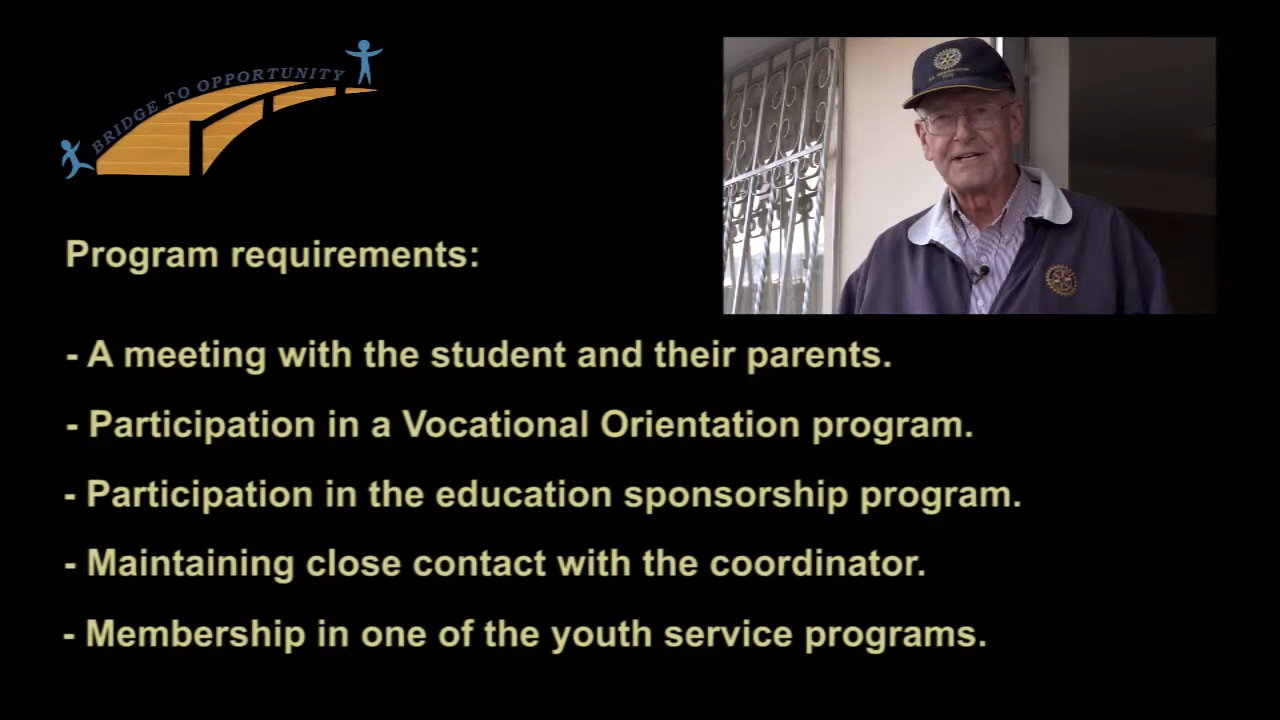 BRIDGE TO OPPORTUNITY
Program requirements:
- A meeting with the student and their parents.
- Participation in a Vocational Orientation program.
- Participation in the education sponsorship program.
- Maintaining close contact with the coordinator.
- Membership in one of the youth service programs.